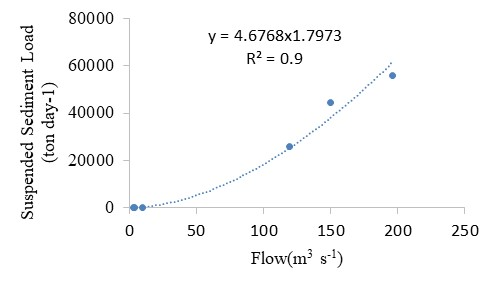 80000
60000
40000
20000
0
Suspended Sediment Load
(ton day-1)
y = 4.6768x1.7973
R² = 0.9
0 50 100 150 200 250
Flow(m³ s⁻¹)